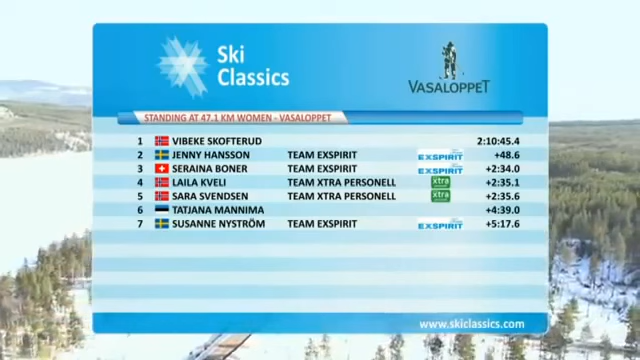 Ski
Classics
VASALOPPET
STANDING AT 47.1 KM WOMEN - VASALOPPET
1 VIBEKE SKOFTERUD 2:10:45.4
2 JENNY HANSSON TEAM EXSPIRIT EXSPIRIT +48.6
3 SERAINA BONER TEAM EXSPIRIT EXSPIRIT +2:34.0
4 LAILA KVELI TEAM XTRA PERSONELL xtra +2:35.1
5 SARA SVENDSEN TEAM XTRA PERSONELL xtra +2:35.6
6 TATJANA MANNIMA +4:39.0
7 SUSANNE NYSTRÖM TEAM EXSPIRIT EXSPIRIT +5:17.6
www.skiclassics.com